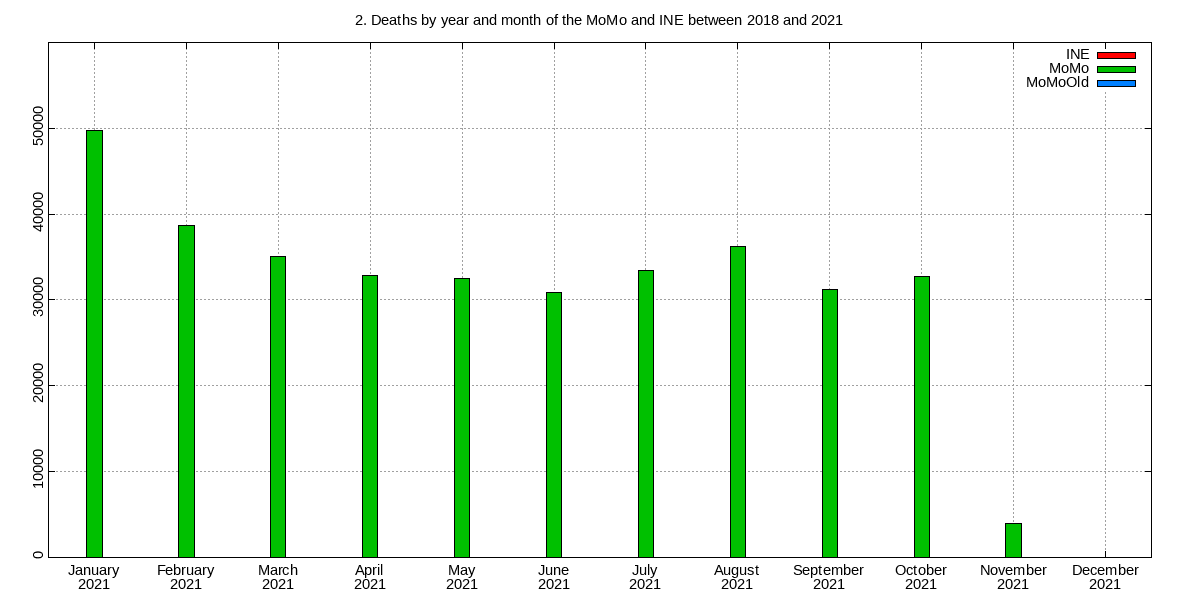 2. Deaths by year and month of the MoMo and INE between 2018 and 2021
INE
MoMo
MoMoOld
50000
40000
30000
20000
10000
0
January February March April May June July August September October November December
2021 2021 2021 2021 2021 2021 2021 2021 2021 2021 2021 2021